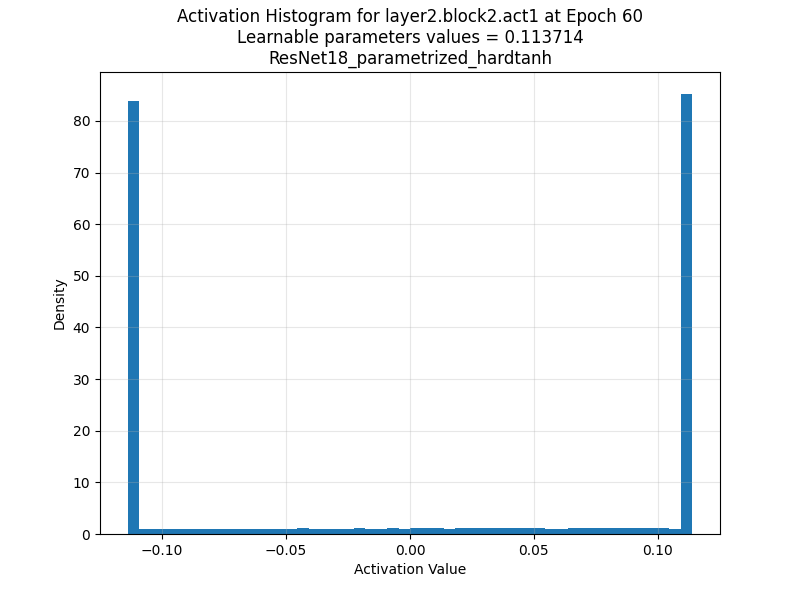 Activation Histogram for layer2.block2.act1 at Epoch 60
Learnable parameters values = 0.113714
ResNet18_parametrized_hardtanh
Density
80
70
60
50
40
30
20
10
0
−0.10
−0.05
0.00
0.05
0.10
Activation Value